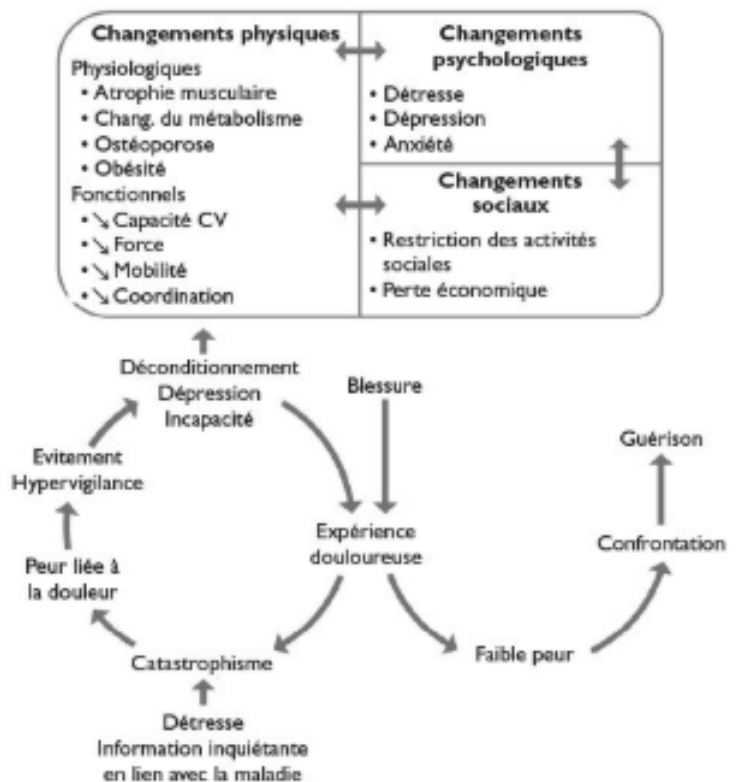 Changements physiques
Physiologiques
• Atrophie musculaire
• Chang. du métabolisme
• Ostéoporose
• Obésité
Fonctionnels
• ↘ Capacité CV
• ↘ Force
• ↘ Mobilité
• ↘ Coordination
Changements
psychologiques
• Détresse
• Dépression
• Anxiété
Changements
sociaux
• Restriction des activités
sociales
• Perte économique
Déconditionnement
Dépression
Incapacité
Blessure
Guérison
Evitement
Hypervigilance
Expérience
douloureuse
Confrontation
Peur liée à
la douleur
Catastrophisme
Faible peur
Détresse
Information inquiétante
en lien avec la maladie